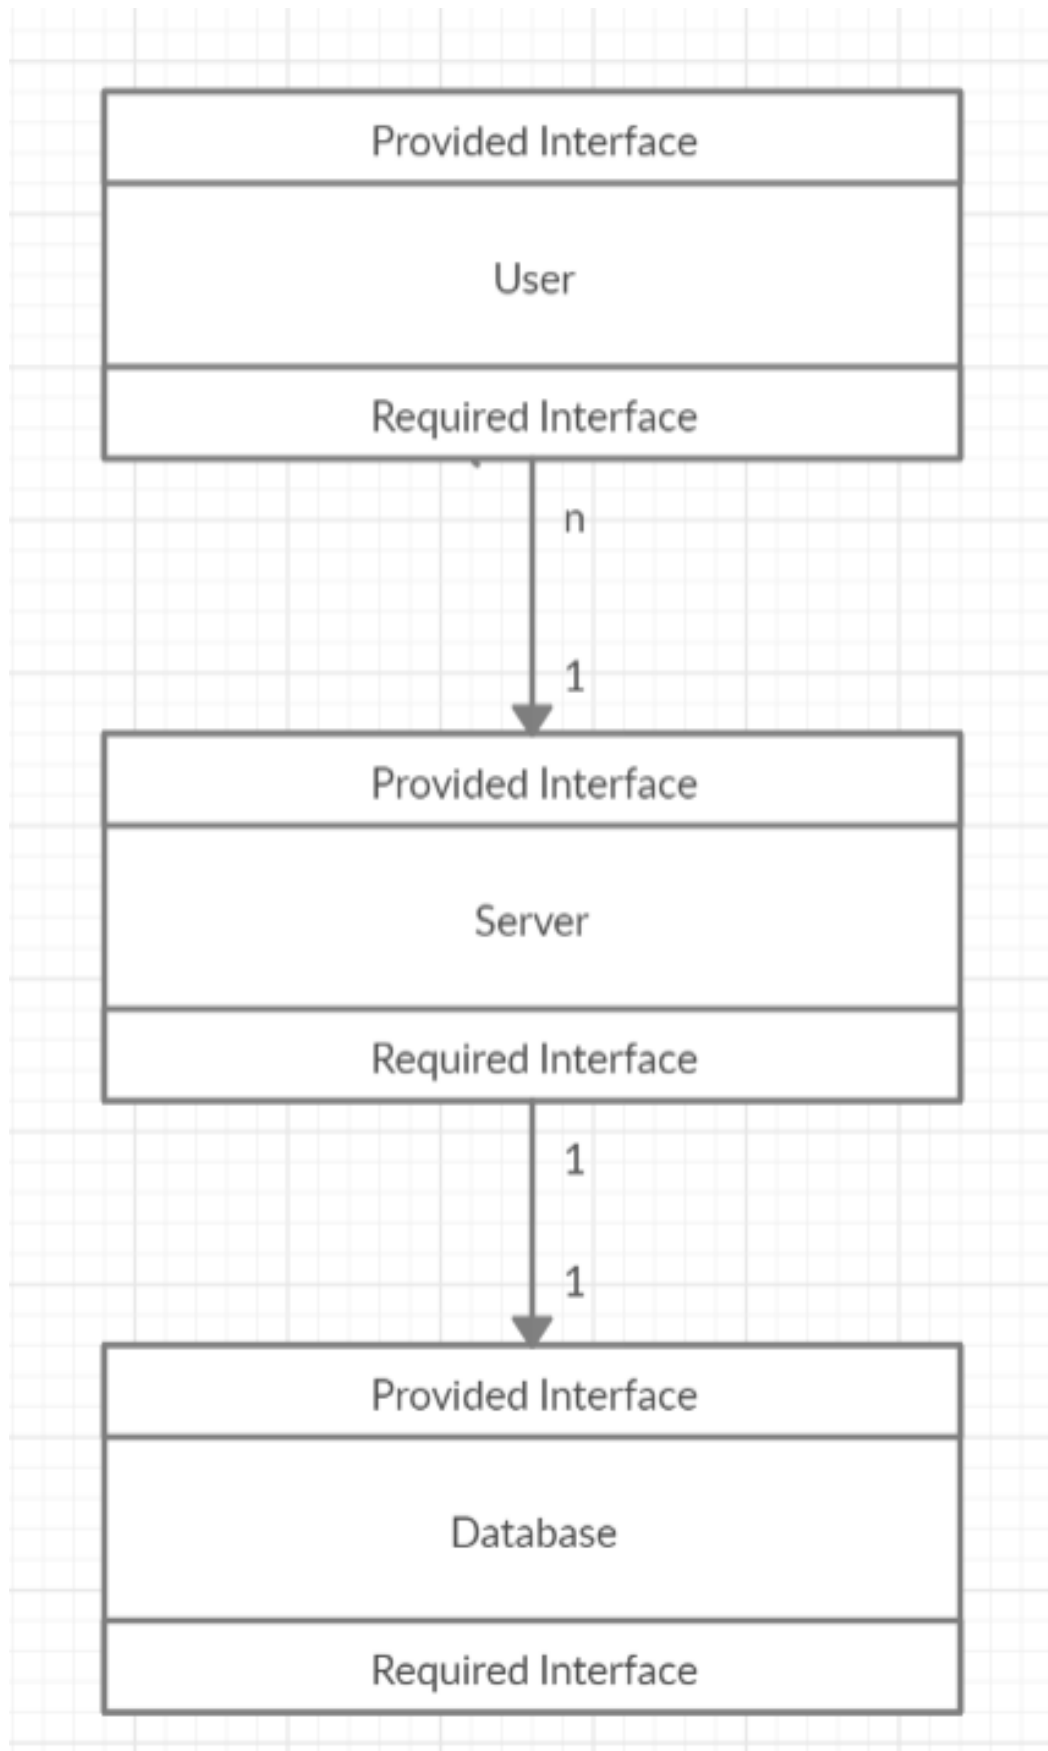 Provided Interface
User
Required Interface
n
1
Provided Interface
Server
Required Interface
1
1
Provided Interface
Database
Required Interface